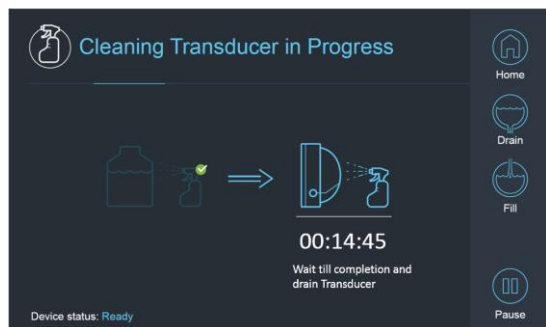 Cleaning Transducer in Progress
Home
Drain
Fill
00:14:45
Wait till completion and
drain Transducer
Device status: Ready
Pause